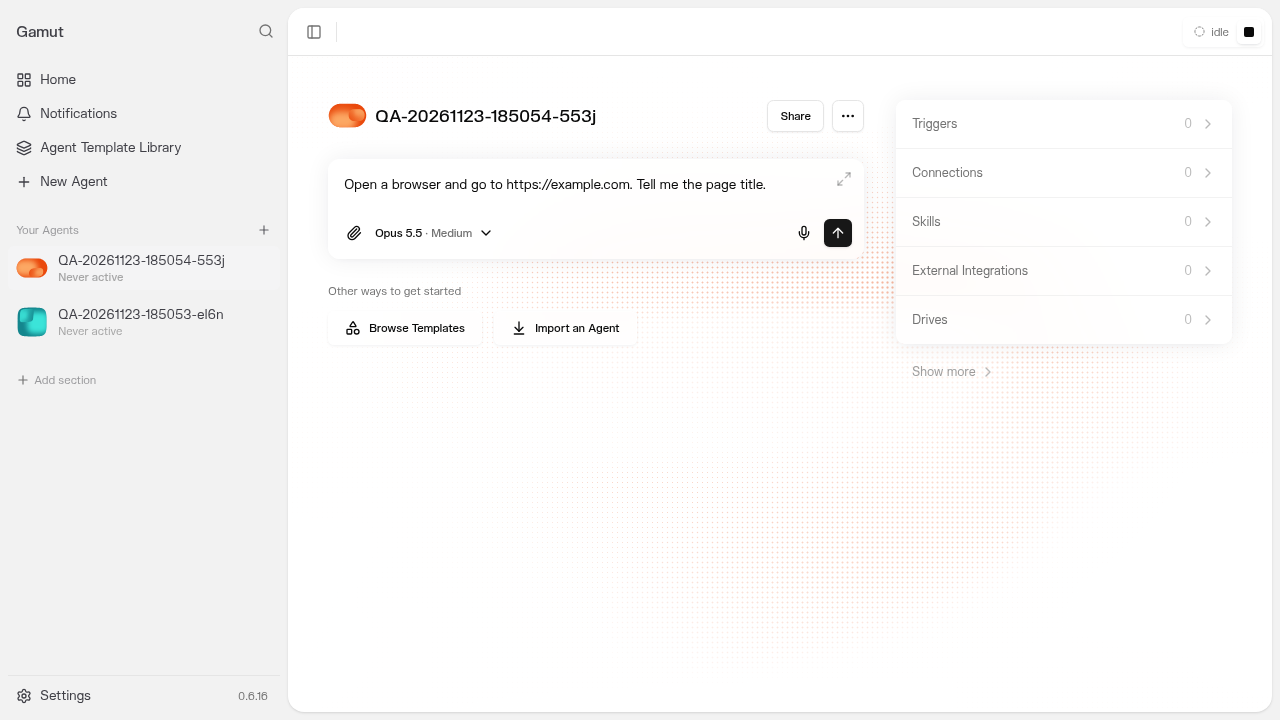 Gamut
Home
Notifications
Agent Template Library
New Agent
Your Agents
QA-20261123-185054-553j
Never active
QA-20261123-185053-el6n
Never active
Add section
Settings
0.6.16
idle
QA-20261123-185054-553j
Share
Open a browser and go to https://example.com. Tell me the page title.
Opus 5.5 · Medium
Other ways to get started
Browse Templates
Import an Agent
Triggers 0
Connections 0
Skills 0
External Integrations 0
Drives 0
Show more